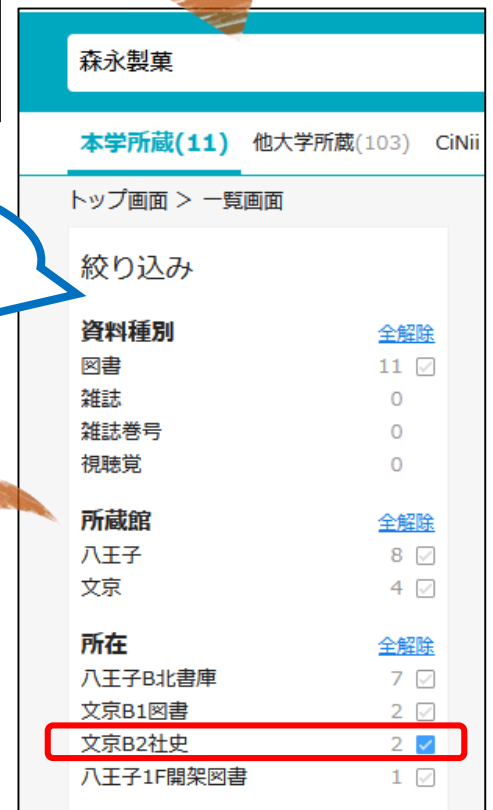 森永製菓
本学所蔵(11) 他大学所蔵(103) CiNii
トップ画面 > 一覧画面
絞り込み
資料種別 全解除
図書 11
雑誌 0
雑誌巻号 0
視聴覚 0
所蔵館 全解除
八王子 8
文京 4
所在 全解除
八王子B北書庫 7
文京B1図書 2
文京B2社史 2
八王子1F開架図書 1